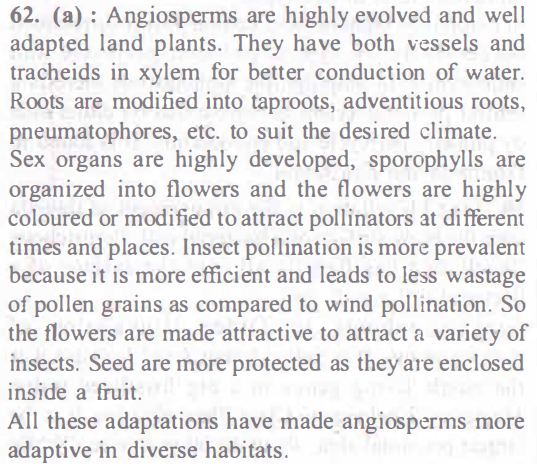 62. (a) : Angiosperms are highly evolved and well
adapted land plants. They have both vessels and
tracheids in xylem for better conduction of water.
Roots are modified into taproots, adventitious roots,
pneumatophores, etc. to suit the desired climate.
Sex organs are highly developed, sporophylls are
organized into flowers and the flowers are highly
coloured or modified to attract pollinators at different
times and places. Insect pollination is more prevalent
because it is more efficient and leads to less wastage
of pollen grains as compared to wind pollination. So
the flowers are made attractive to attract a variety of
insects. Seed are more protected as they are enclosed
inside a fruit.
All these adaptations have made angiosperms more
adaptive in diverse habitats.